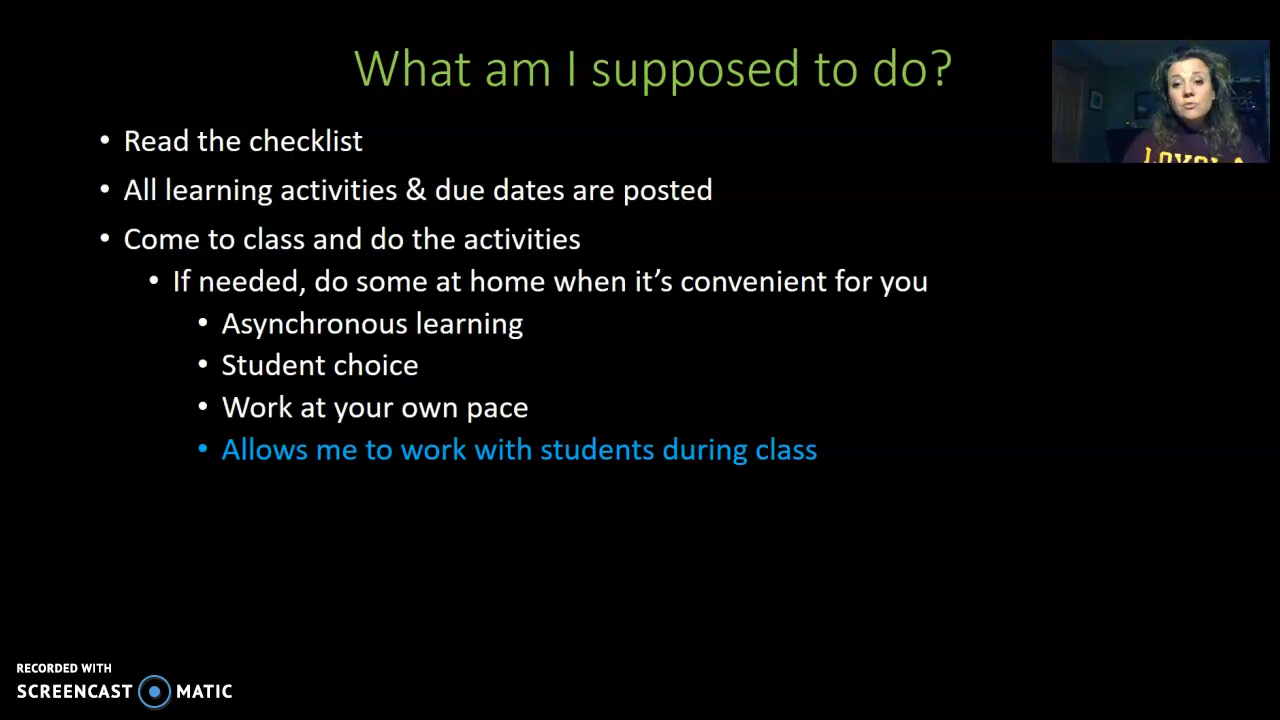 What am I supposed to do?
• Read the checklist
• All learning activities & due dates are posted
• Come to class and do the activities
• If needed, do some at home when it's convenient for you
• Asynchronous learning
• Student choice
• Work at your own pace
• Allows me to work with students during class
LOYOLA
RECORDED WITH
SCREENCAST MATIC